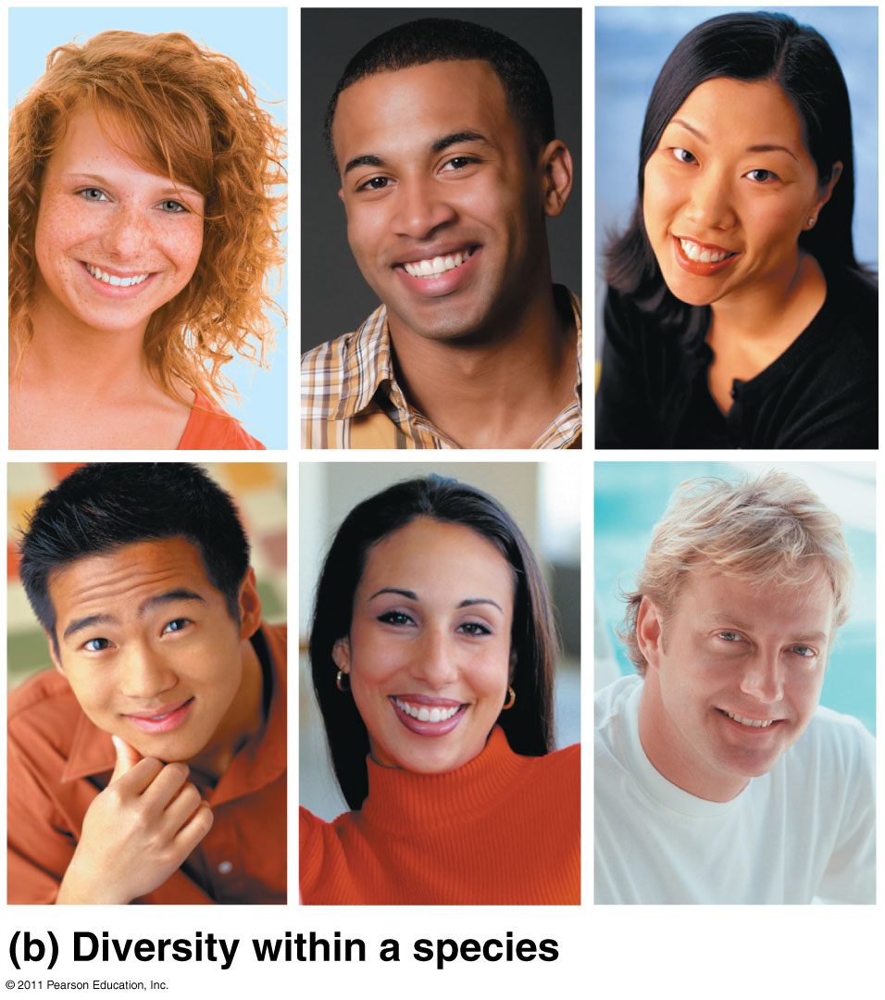 (b) Diversity within a species
© 2011 Pearson Education, Inc.